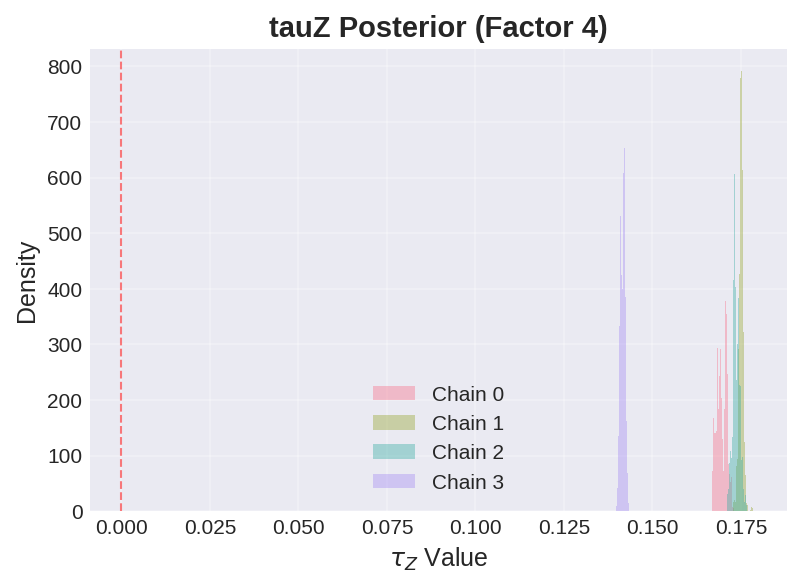 tauZ Posterior (Factor 4)
Density
800
700
600
500
400
300
200
100
0
0.000 0.025 0.050 0.075 0.100 0.125 0.150 0.175
τZ Value
Chain 0
Chain 1
Chain 2
Chain 3